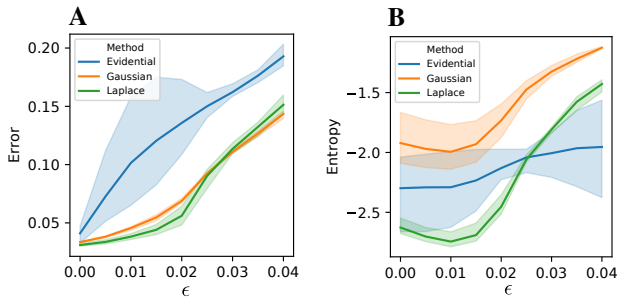 A
Error
0.20
0.15
0.10
0.05
Method
Evidential
Gaussian
Laplace
0.00 0.01 0.02 0.03 0.04
ϵ
B
Entropy
−1.5
−2.0
−2.5
Method
Evidential
Gaussian
Laplace
0.00 0.01 0.02 0.03 0.04
ϵ